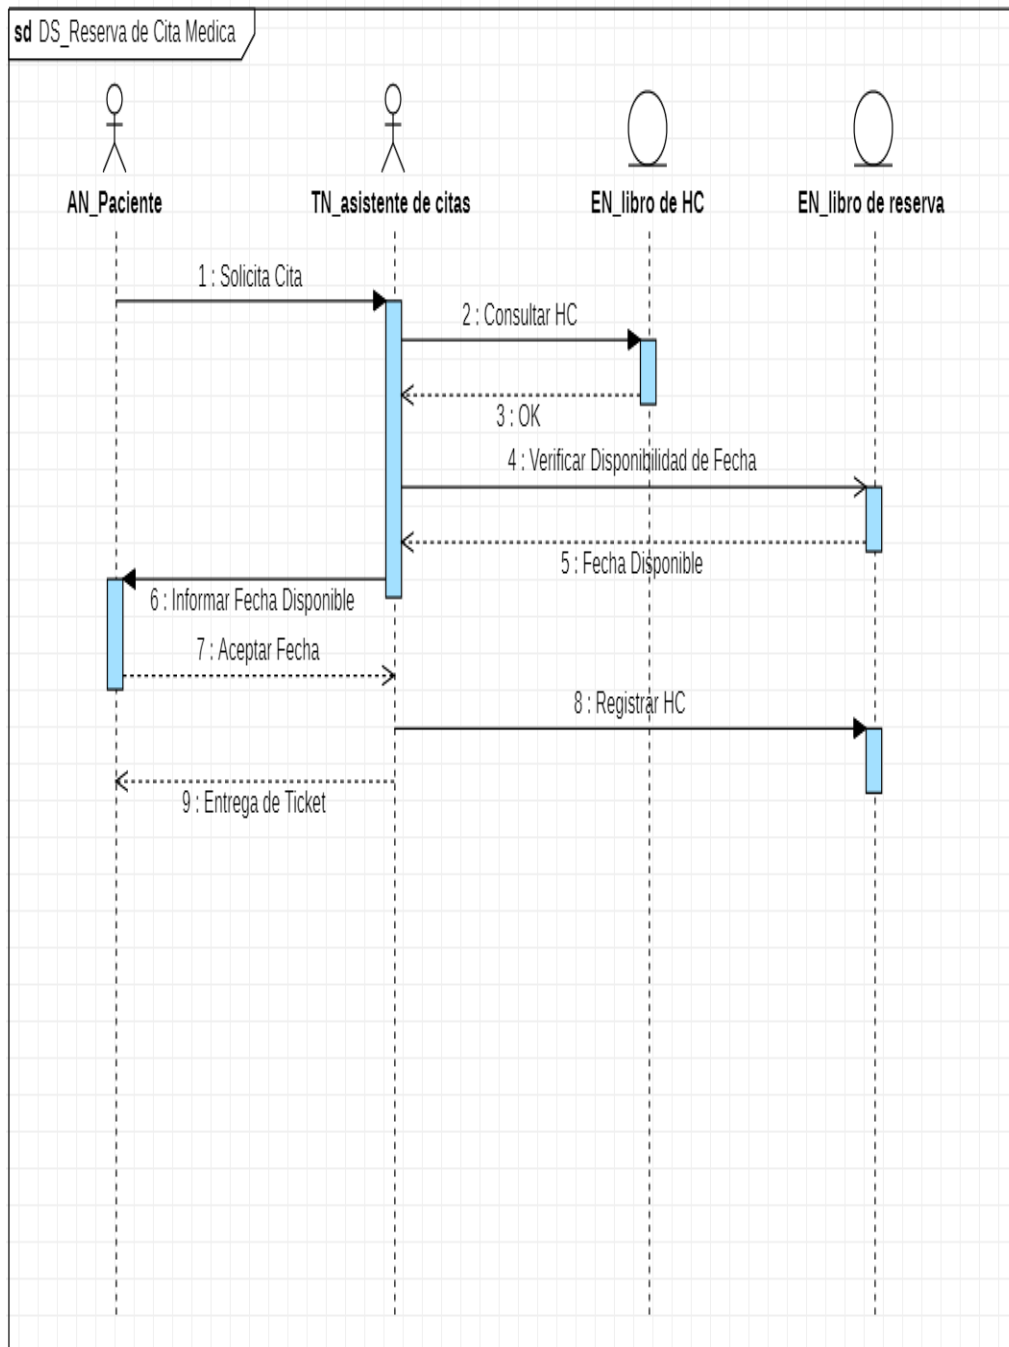 sd DS_Reserva de Cita Medica
AN_Paciente
TN_asistente de citas
EN_libro de HC
EN_libro de reserva
1 : Solicita Cita
2 : Consultar HC
3 : OK
4 : Verificar Disponibilidad de Fecha
5 : Fecha Disponible
6 : Informar Fecha Disponible
7 : Aceptar Fecha
8 : Registrar HC
9 : Entrega de Ticket